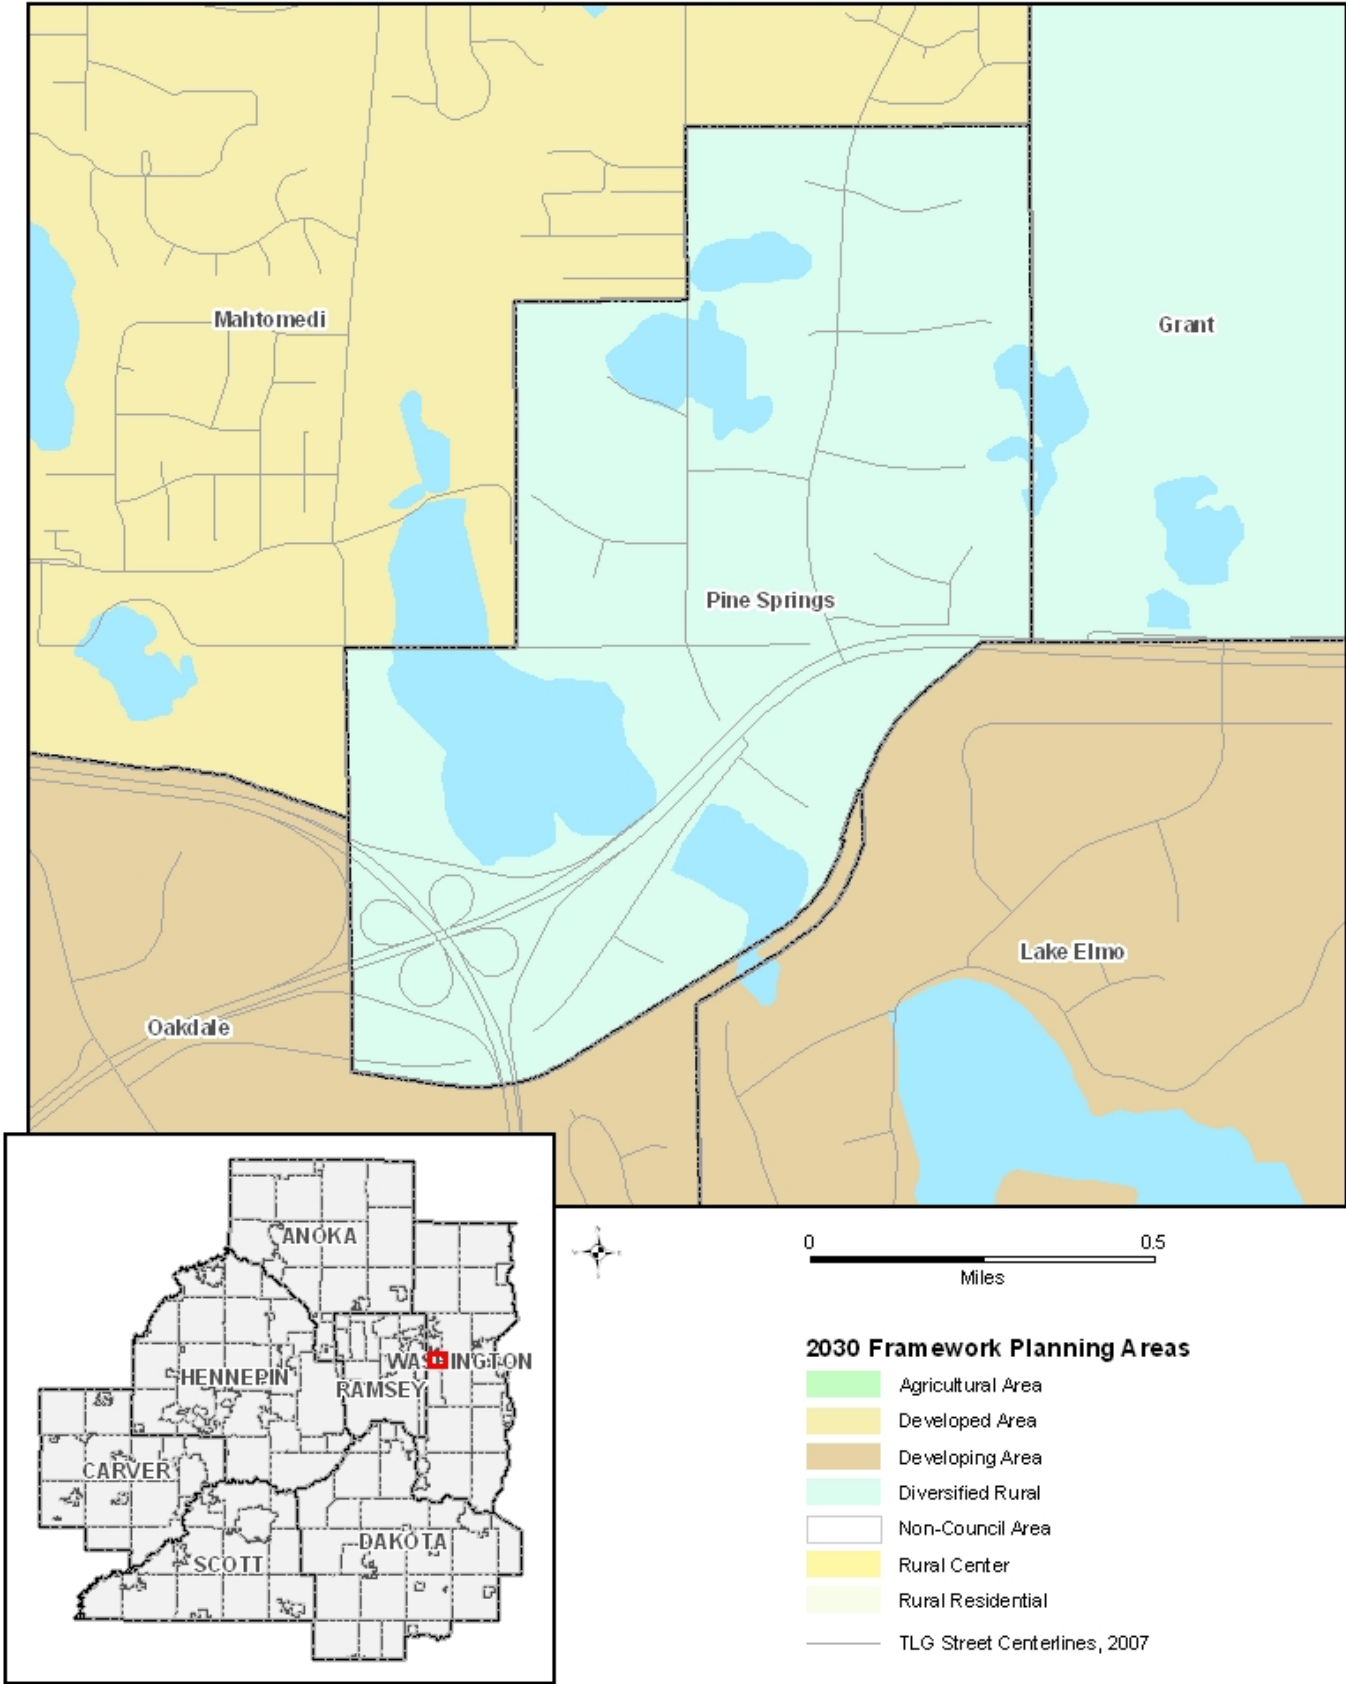 Mahtomedi
Grant
Pine Springs
Lake Elmo
Oakdale
ANOKA
WASHINGTON
HENNEPIN
RAMSEY
CARVER
DAKOTA
SCOTT
0 0.5
Miles
2030 Framework Planning Areas
Agricultural Area
Developed Area
Developing Area
Diversified Rural
Non-Council Area
Rural Center
Rural Residential
TLG Street Centerlines, 2007